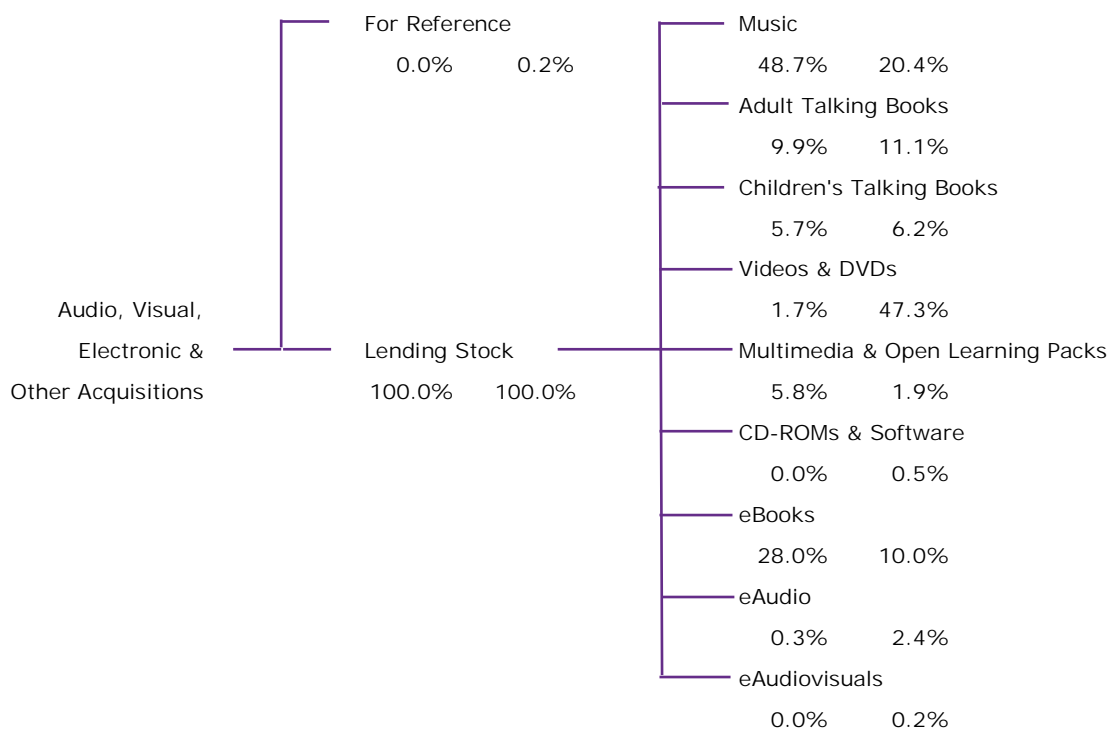 For Reference
0.0% 0.2%
Audio, Visual,
Electronic &
Other Acquisitions
Lending Stock
100.0% 100.0%
Music
48.7% 20.4%
Adult Talking Books
9.9% 11.1%
Children's Talking Books
5.7% 6.2%
Videos & DVDs
1.7% 47.3%
Multimedia & Open Learning Packs
5.8% 1.9%
CD-ROMs & Software
0.0% 0.5%
eBooks
28.0% 10.0%
eAudio
0.3% 2.4%
eAudiovisuals
0.0% 0.2%